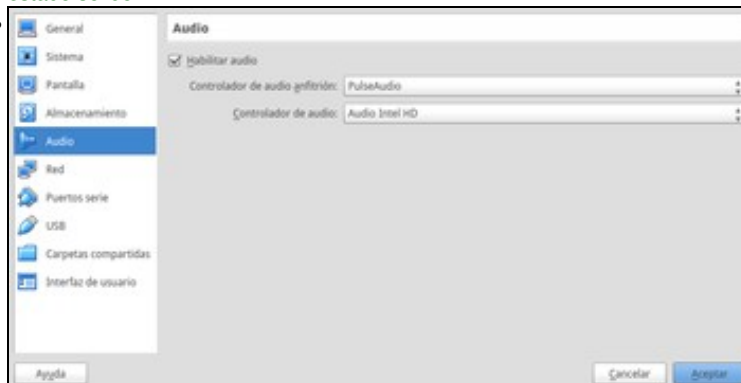 General
Sistema
Pantalla
Almacenamiento
Audio
Red
Puertos serie
USB
Carpetas compartidas
Interfaz de usuario
Audio
Habilitar audio
Controlador de audio anfitrión: PulseAudio
Controlador de audio: Audio Intel HD
Ayuda
Cancelar
Aceptar